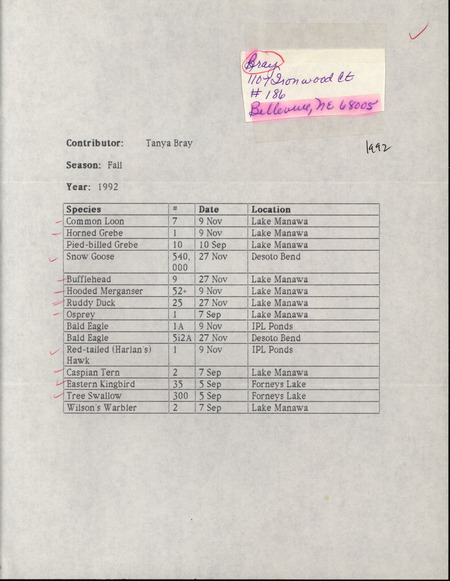 Bray
1107 Ironwood Ct
# 186
Bellevue, NE 68005
Contributor: Tanya Bray
1992
Season: Fall
Year: 1992
Species # Date Location
Common Loon 7 9 Nov Lake Manawa
Horned Grebe 1 9 Nov Lake Manawa
Pied-billed Grebe 10 10 Sep Lake Manawa
Snow Goose 540, 27 Nov Desoto Bend
000
Bufflehead 9 27 Nov Lake Manawa
Hooded Merganser 52+ 9 Nov Lake Manawa
Ruddy Duck 25 27 Nov Lake Manawa
Osprey 1 7 Sep Lake Manawa
Bald Eagle 1A 9 Nov IPL Ponds
Bald Eagle 5i2A 27 Nov Desoto Bend
Red-tailed (Harlan's) 1 9 Nov IPL Ponds
Hawk
Caspian Tern 2 7 Sep Lake Manawa
Eastern Kingbird 35 5 Sep Forneys Lake
Tree Swallow 300 5 Sep Forneys Lake
Wilson's Warbler 2 7 Sep Lake Manawa